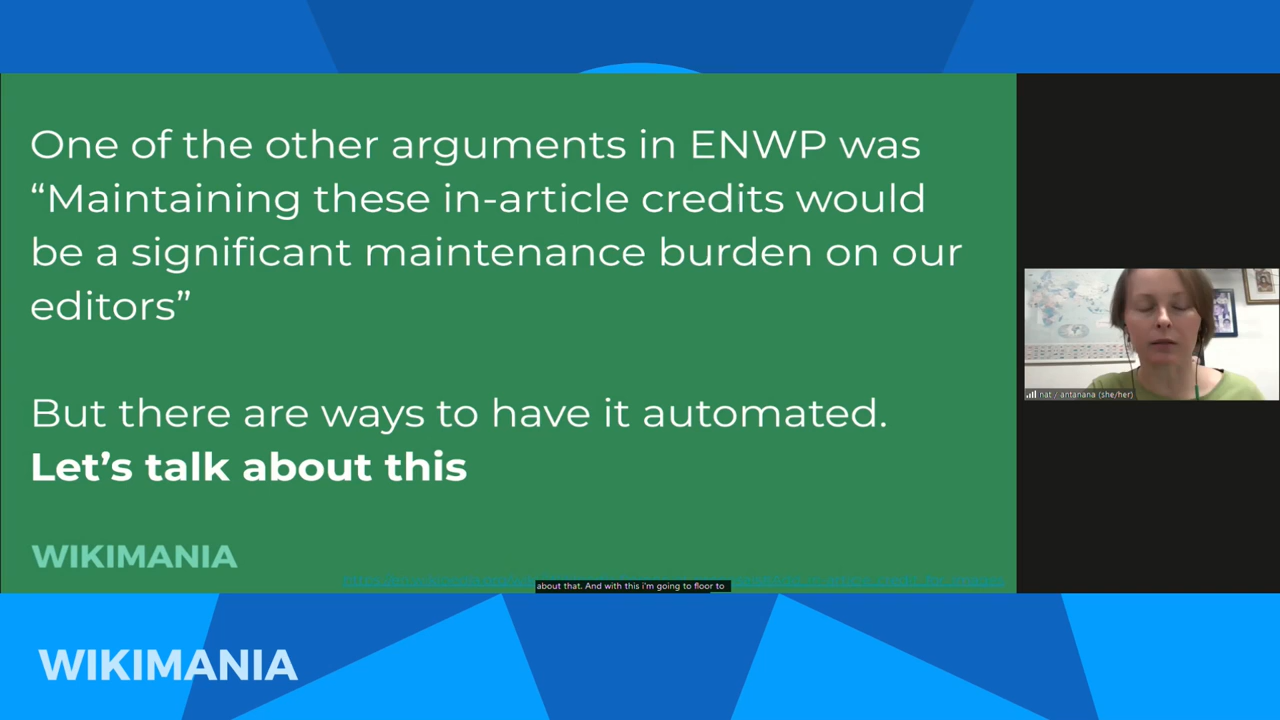 One of the other arguments in ENWP was
“Maintaining these in-article credits would
be a significant maintenance burden on our
editors”
But there are ways to have it automated.
Let’s talk about this
WIKIMANIA
about that. And with this i'm going to floor to
nat / antanana (she/her)
WIKIMANIA